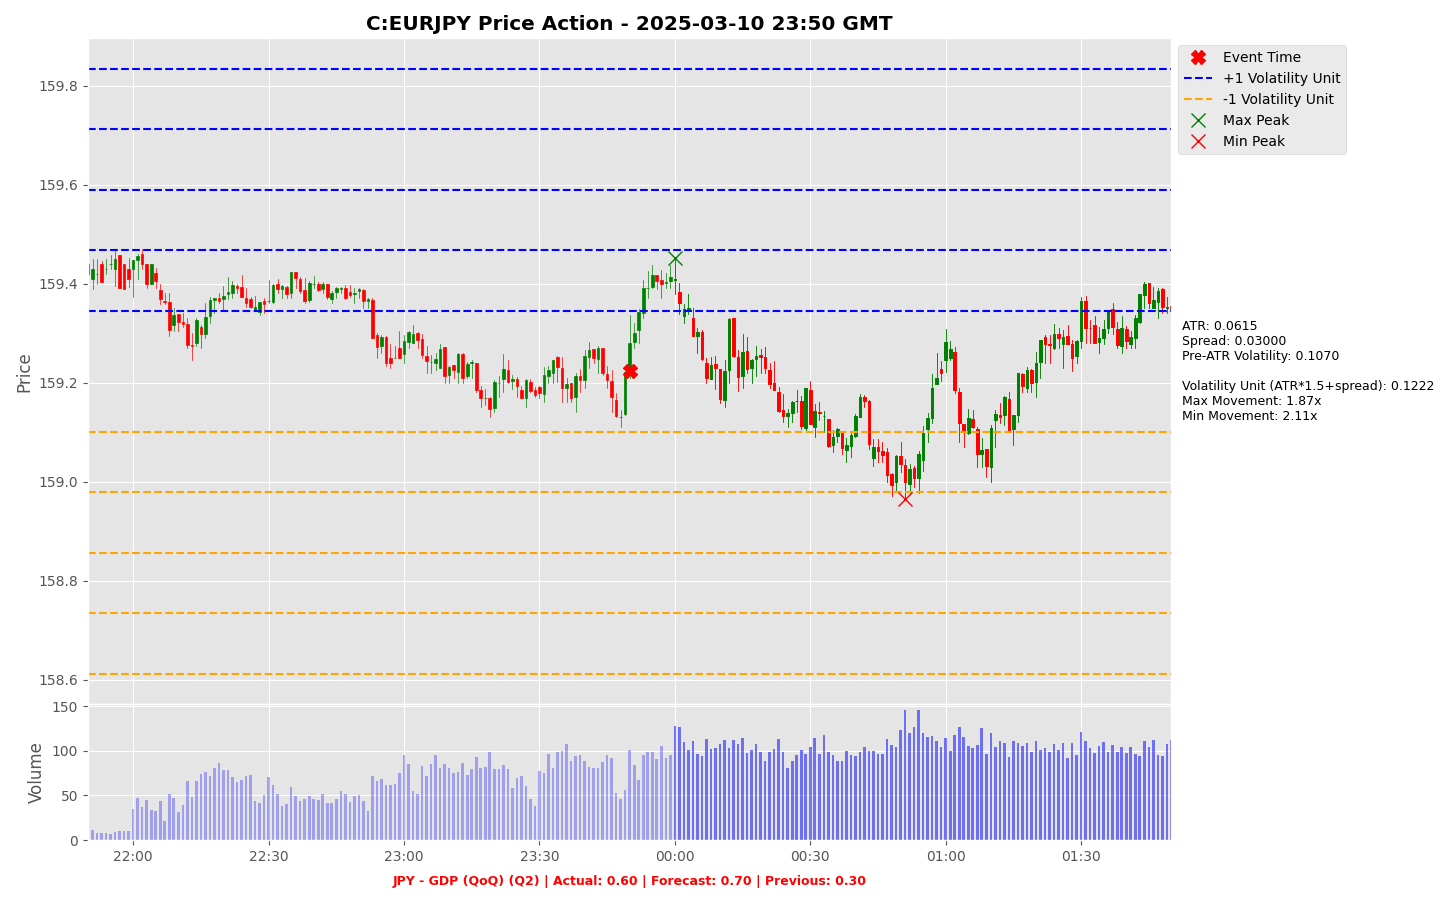 C:EURJPY Price Action - 2025-03-10 23:50 GMT
Event Time
+1 Volatility Unit
-1 Volatility Unit
Max Peak
Min Peak
Price
159.8
159.6
159.4
159.2
159.0
158.8
158.6
ATR: 0.0615
Spread: 0.03000
Pre-ATR Volatility: 0.1070
Volatility Unit (ATR*1.5+spread): 0.1222
Max Movement: 1.87x
Min Movement: 2.11x
Volume
150
100
50
0
22:00 22:30 23:00 23:30 00:00 00:30 01:00 01:30
JPY - GDP (QoQ) (Q2) | Actual: 0.60 | Forecast: 0.70 | Previous: 0.30